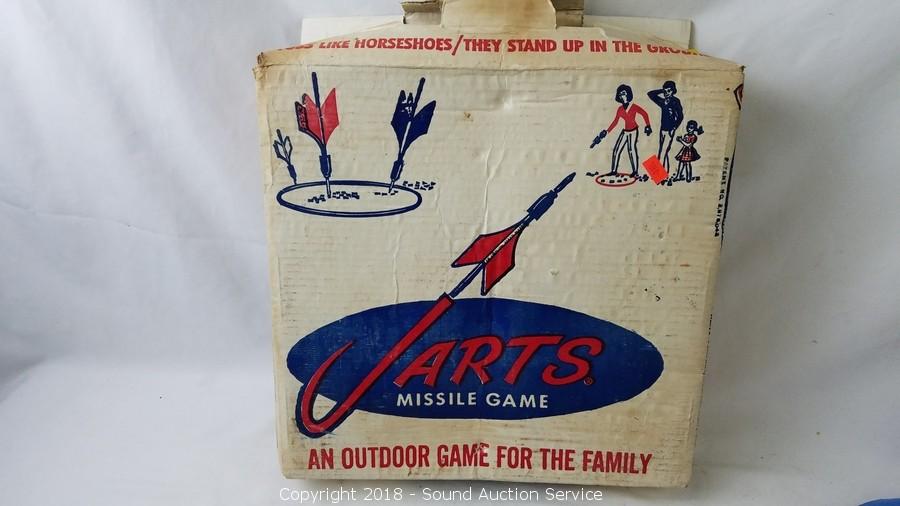 LIKE HORSESHOES/THEY STAND UP IN THE
JARTS®
MISSILE GAME
AN OUTDOOR GAME FOR THE FAMILY
Copyright 2018 - Sound Auction Service